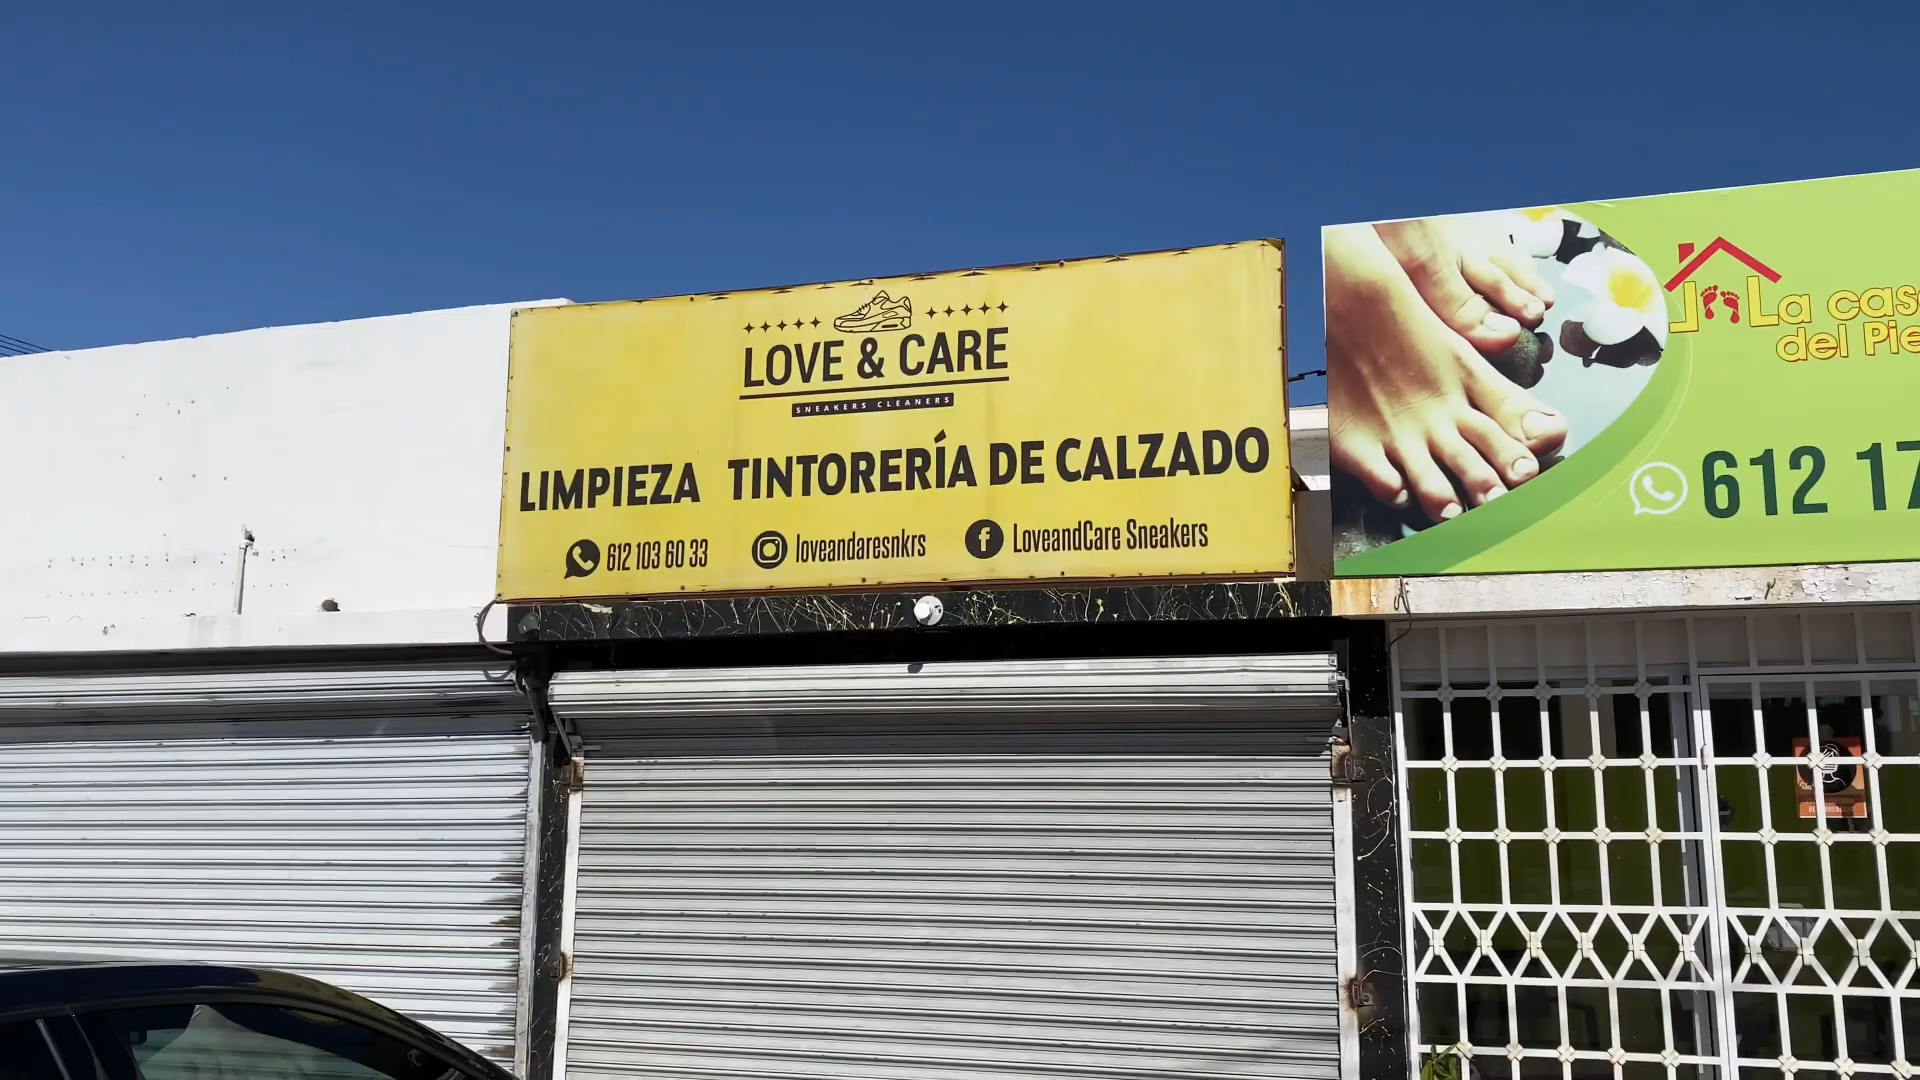 LOVE & CARE
SNEAKERS CLEANERS
LIMPIEZA TINTORERÍA DE CALZADO
612 103 60 33 loveandaresnkrs LoveandCare Sneakers
La casa
del Pie
612 17